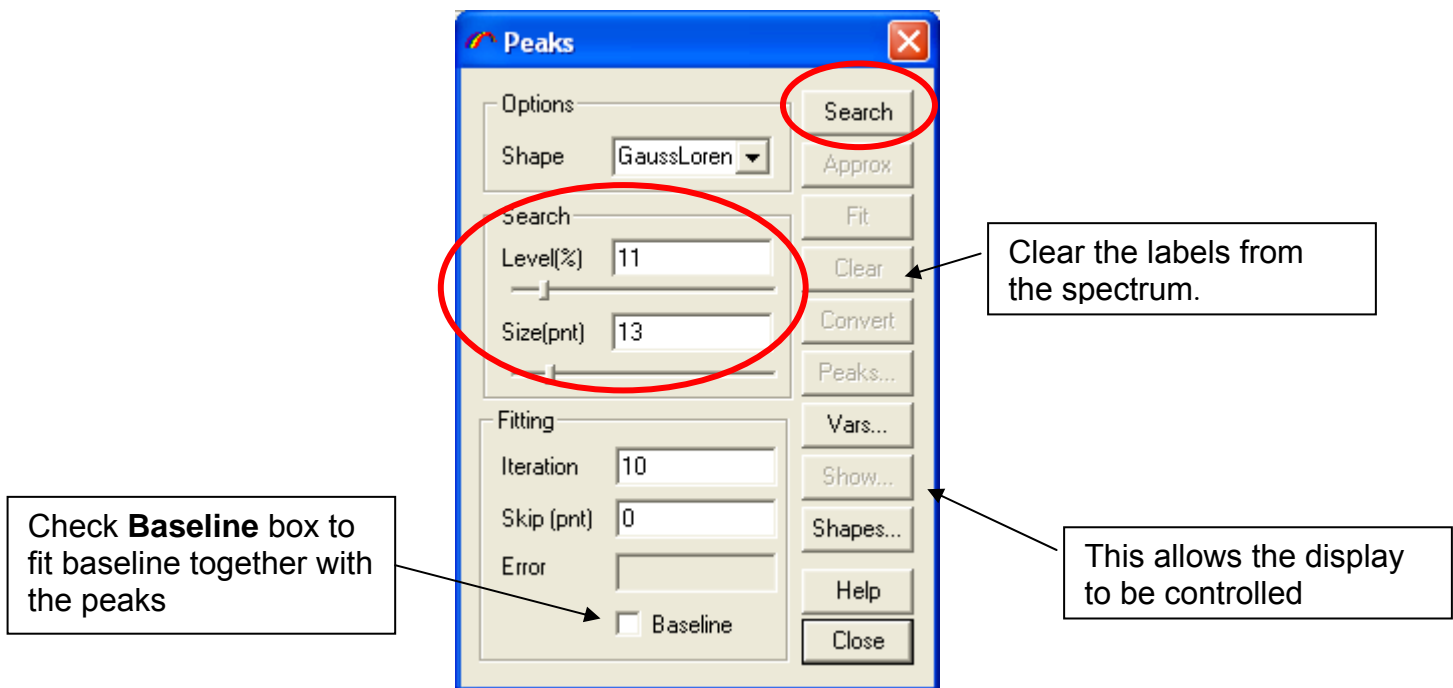 Peaks
Options
Shape GaussLoren
Search
Level(%) 11
Size(pnt) 13
Fitting
Iteration 10
Skip (pnt) 0
Error
Baseline
Search
Approx
Fit
Clear
Convert
Peaks...
Vars...
Show...
Shapes...
Help
Close
Clear the labels from
the spectrum.
Check Baseline box to
fit baseline together with
the peaks
This allows the display
to be controlled